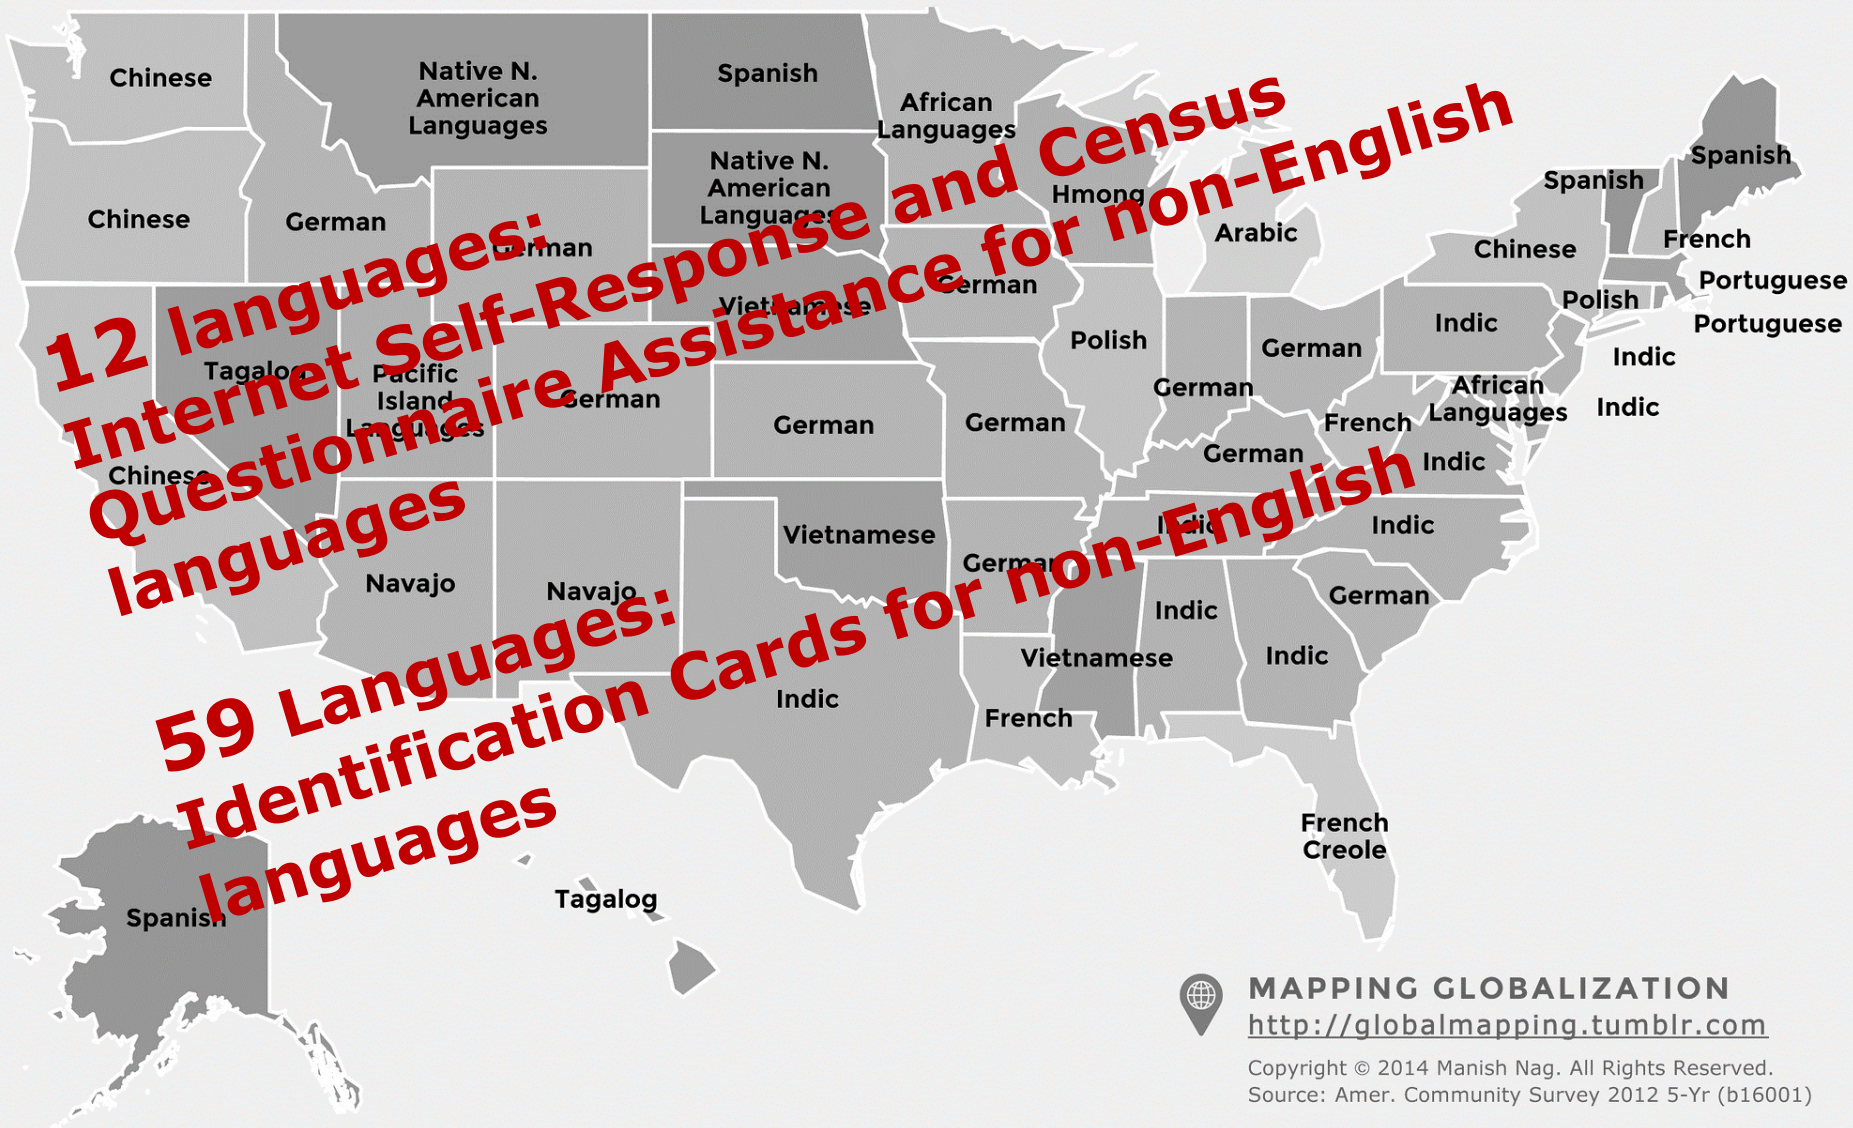 Chinese
Native N.
American
Languages
Spanish
African
Languages
Spanish
Spanish
Chinese
German
German
Native N.
American
Languages
Hmong
Arabic
Chinese
French
Portuguese
Portuguese
Polish
Vietnamese
German
Polish
German
German
Indic
Indic
Tagalog
Pacific
Island
Languages
German
German
German
German
French
African
Languages
Indic
Indic
Chinese
Navajo
Navajo
Vietnamese
German
Indic
Indic
German
Indic
Indic
Vietnamese
French
Indic
French
Creole
Spanish
Tagalog
12 languages:
Internet Self-Response and Census
Questionnaire Assistance for non-English
languages
59 Languages:
Identification Cards for non-English
languages
MAPPING GLOBALIZATION
http://globalmapping.tumblr.com
Copyright © 2014 Manish Nag. All Rights Reserved.
Source: Amer. Community Survey 2012 5-Yr (b16001)